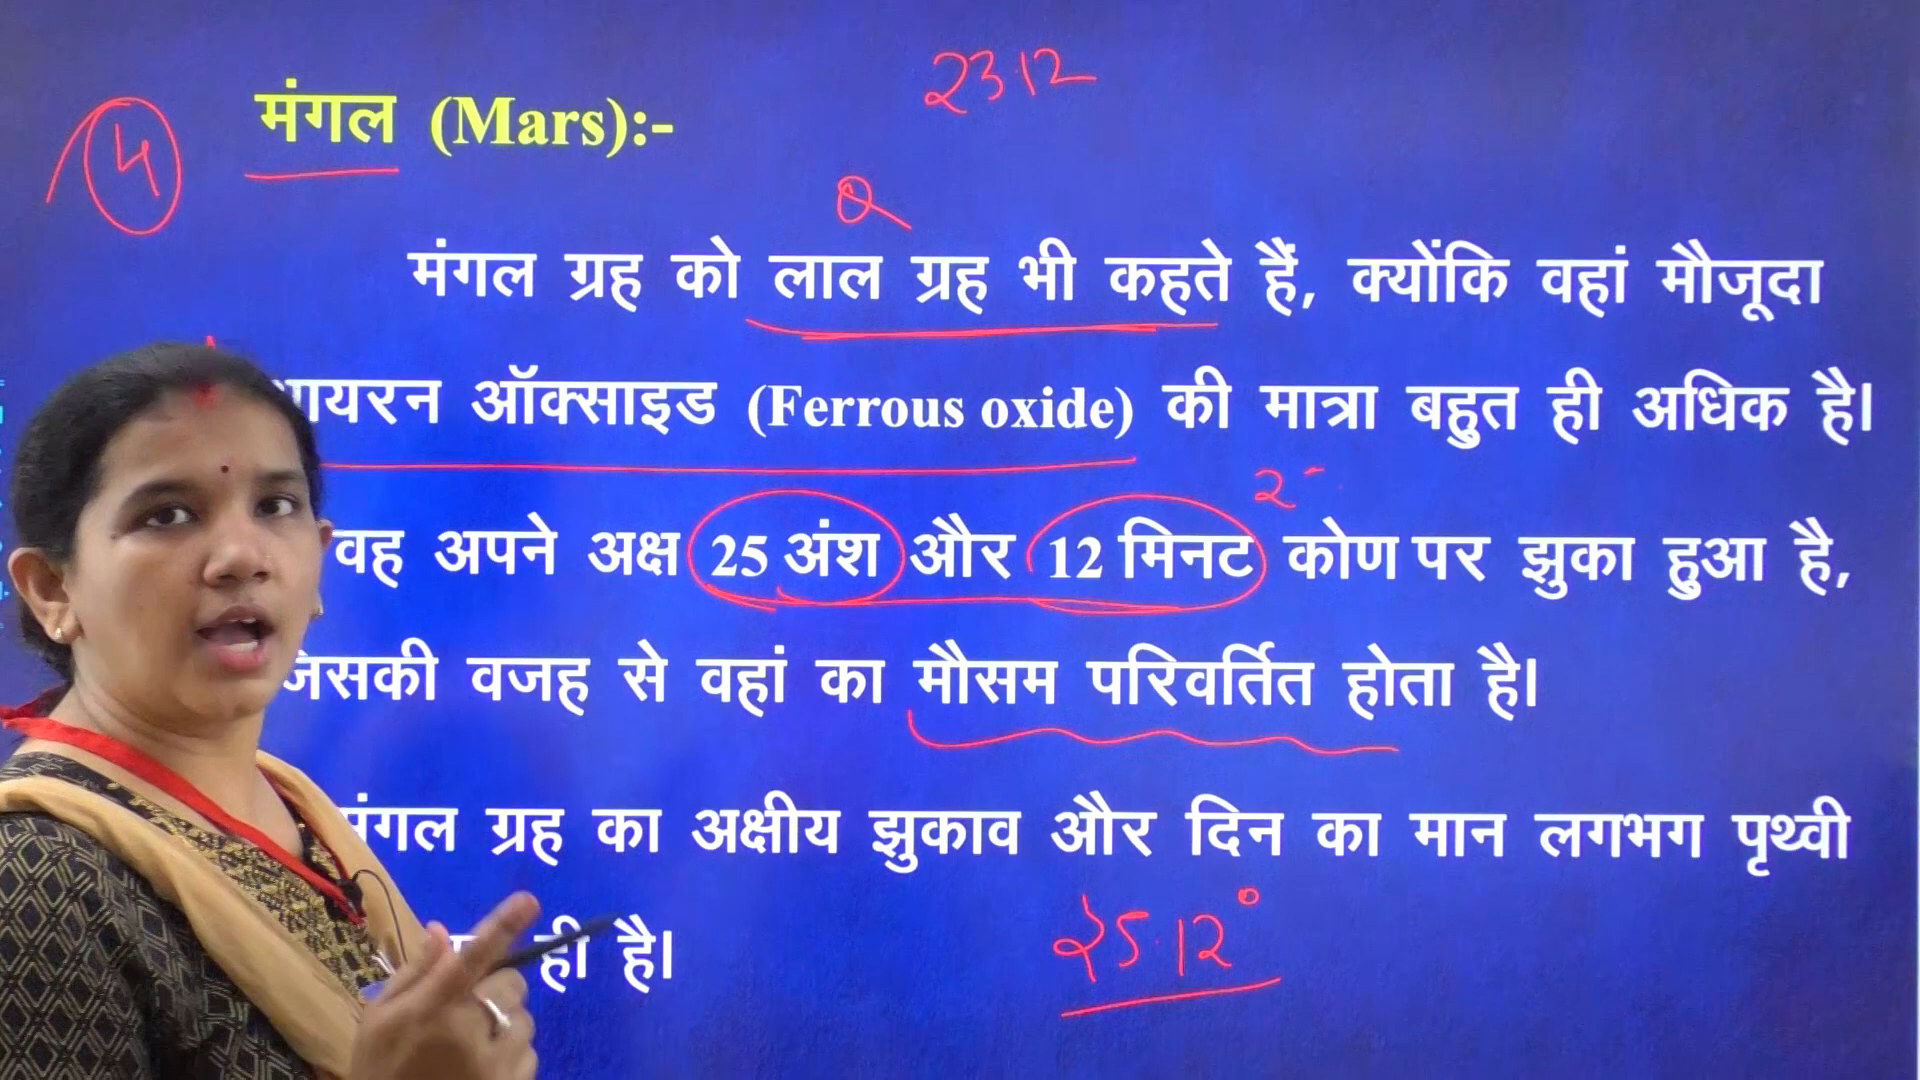 2312
4 मंगल (Mars):-
Q
मंगल ग्रह को लाल ग्रह भी कहते हैं, क्योंकि वहां मौजूदा
आयरन ऑक्साइड (Ferrous oxide) की मात्रा बहुत ही अधिक है।
2
वह अपने अक्ष 25 अंश और 12 मिनट कोण पर झुका हुआ है,
जिसकी वजह से वहां का मौसम परिवर्तित होता है।
मंगल ग्रह का अक्षीय झुकाव और दिन का मान लगभग पृथ्वी
ही है।
25.12°